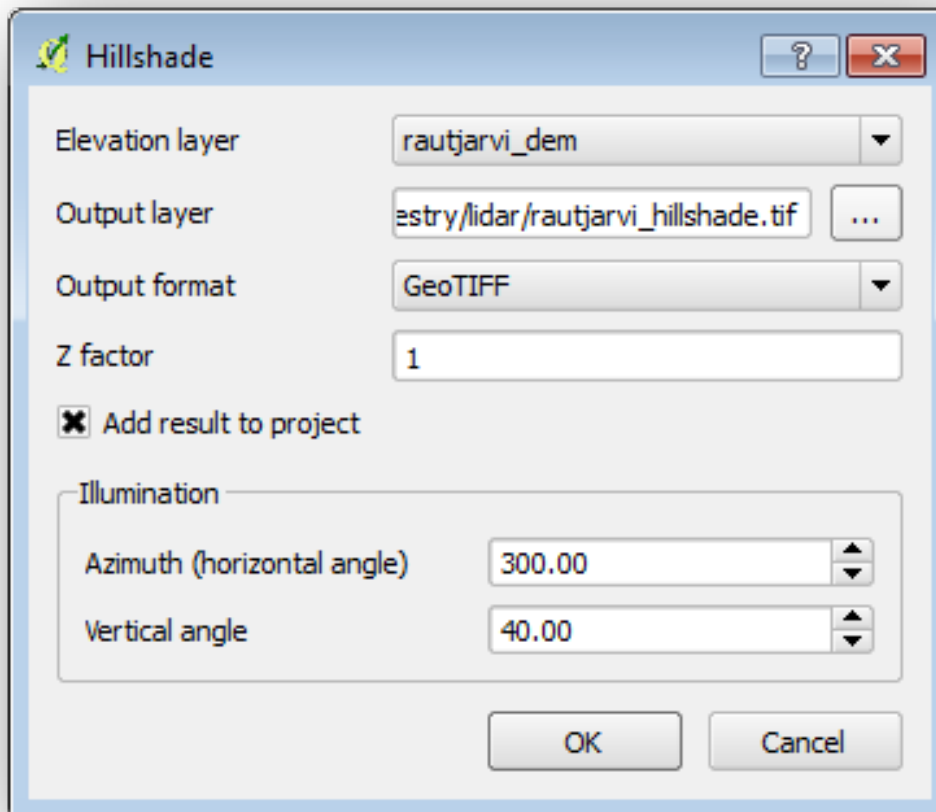 Hillshade
Elevation layer rautjarvi_dem
Output layer estry/lidar/rautjarvi_hillshade.tif ...
Output format GeoTIFF
Z factor 1
Add result to project
Illumination
Azimuth (horizontal angle) 300.00
Vertical angle 40.00
OK Cancel